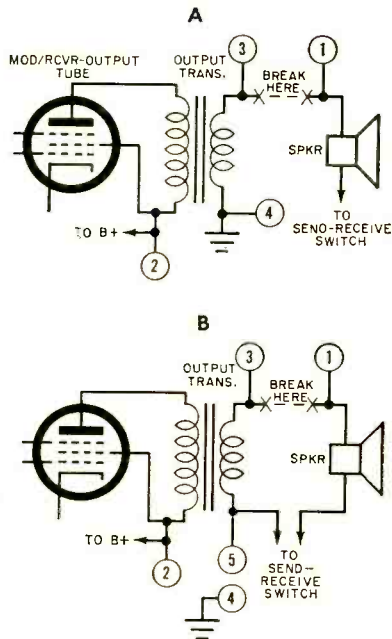 A
MOD/RCVR-OUTPUT
TUBE
OUTPUT
TRANS.
3
BREAK
HERE
1
SPKR
TO
SEND-RECEIVE
SWITCH
4
TO B+
2
B
OUTPUT
TRANS.
3
BREAK
HERE
1
SPKR
TO B+
2
5
TO
SEND-
RECEIVE
SWITCH
4